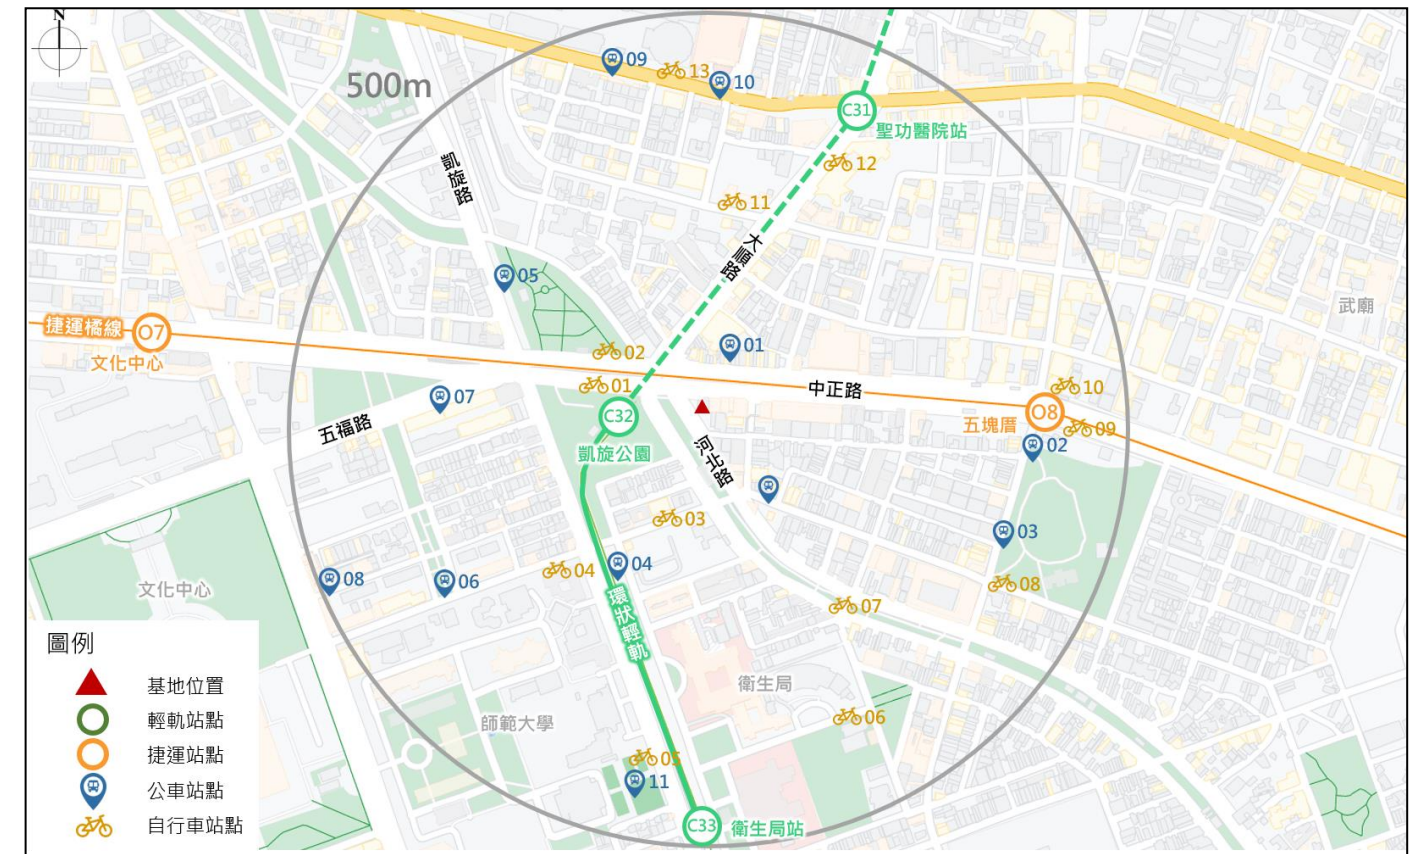 N
500m
09
13
10
C31
聖功醫院站
12
凱旋路
11
大順路
05
武廟
捷運橘線
O7
文化中心
02
01
01
中正路
10
07
C32
O8
五塊厝
09
五福路
凱旋公園
河北路
02
03
03
04
04
08
06
08
環狀輕軌
07
文化中心
圖例
基地位置
輕軌站點
捷運站點
公車站點
自行車站點
衛生局
師範大學
06
05
11
C33
衛生局站